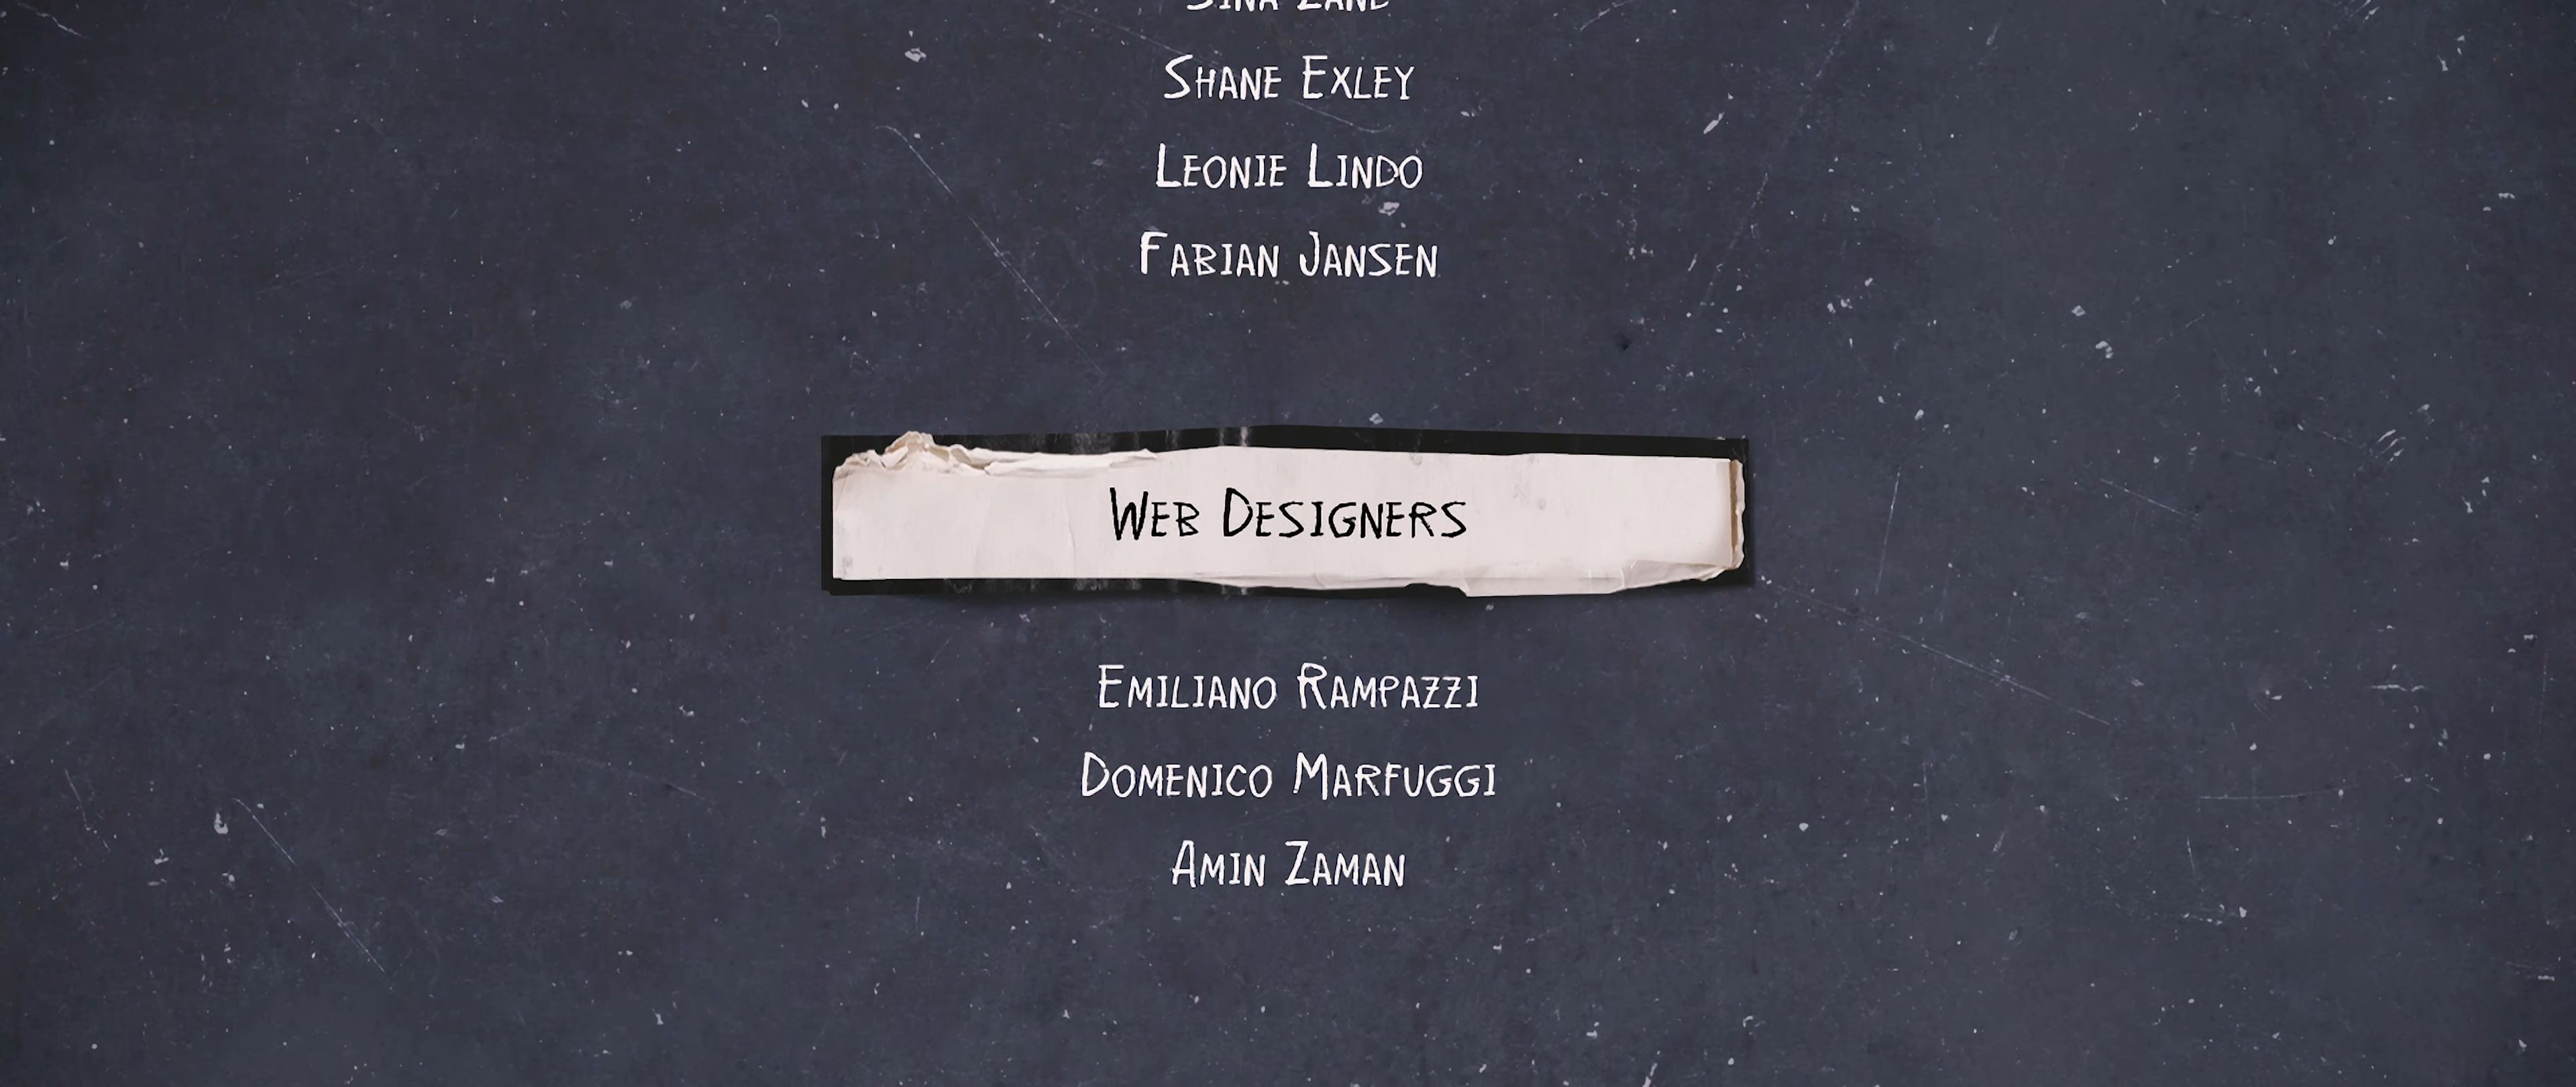 Shane Exley
Leonie Lindo
Fabian Jansen
Web Designers
Emiliano Rampazzi
Domenico Marfuggi
Amin Zaman